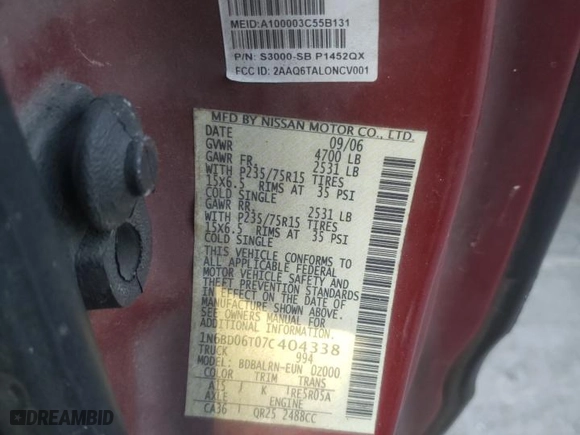 MEID:A100003C55B131
P/N: S3000-SB P1452QX
FCC ID: 2AAQ6TALONCV001
MFD BY NISSAN MOTOR CO., LTD.
DATE 09/06
GVWR 4700 LB
GAWR FR. 2531 LB
WITH P235/75R15 TIRES
15X6.5 RIMS AT 35 PSI
COLD SINGLE
GAWR RR. 2531 LB
WITH P235/75R15 TIRES
15X6.5 RIMS AT 35 PSI
COLD SINGLE
THIS VEHICLE CONFORMS TO
ALL APPLICABLE FEDERAL
MOTOR VEHICLE SAFETY AND
THEFT PREVENTION STANDARDS
IN EFFECT ON THE DATE OF
MANUFACTURE SHOWN ABOVE.
SEE OWNERS MANUAL FOR
ADDITIONAL INFORMATION.
1N6BD06T07C404338
TRUCK 994
MODEL BDBALRN-EUN DZ000
COLOR TRIM TRANS
A15 K RE5R05A
AXLE ENGINE
CA36 QR25 2488CC